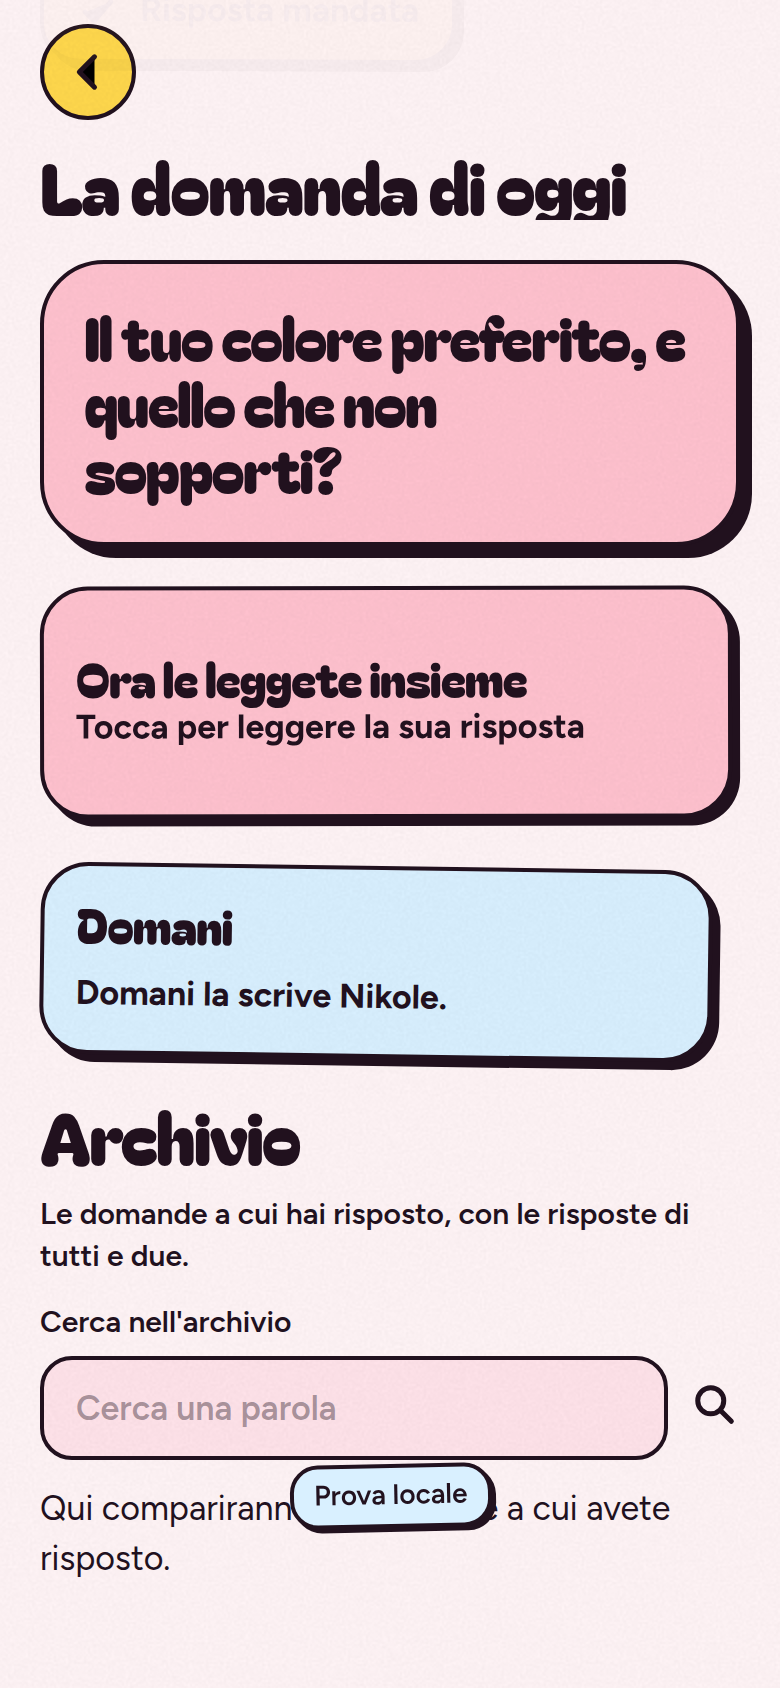 Risposta mandata
La domanda di oggi
Il tuo colore preferito, e
quello che non
sopporti?
Ora le leggete insieme
Tocca per leggere la sua risposta
Domani
Domani la scrive Nikole.
Archivio
Le domande a cui hai risposto, con le risposte di
tutti e due.
Cerca nell'archivio
Cerca una parola
Prova locale
Qui a cui avete
risposto.